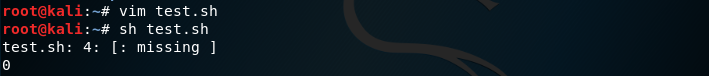 root@kali:~# vim test.sh
root@kali:~# sh test.sh
test.sh: 4: [: missing ]
0